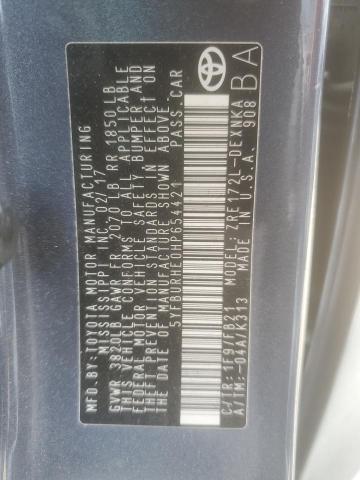 MFD. BY: TOYOTA MOTOR MANUFACTURING
MISSISSIPPI INC. 02/17
GVWR 3820LB GAWR FR 2070LB RR 1850LB
THIS VEHICLE CONFORMS TO ALL APPLICABLE
FEDERAL MOTOR VEHICLE SAFETY, BUMPER AND
THEFT PREVENTION STANDARDS IN EFFECT ON
THE DATE OF MANUFACTURE SHOWN ABOVE.
5YFBURHE0HP654421 PASS. CAR
C/TR: 1F9/FB21 MODEL: ZRE172L-DEXNKA
A/TM: -04A/K313 MADE IN U.S.A. 908
BA